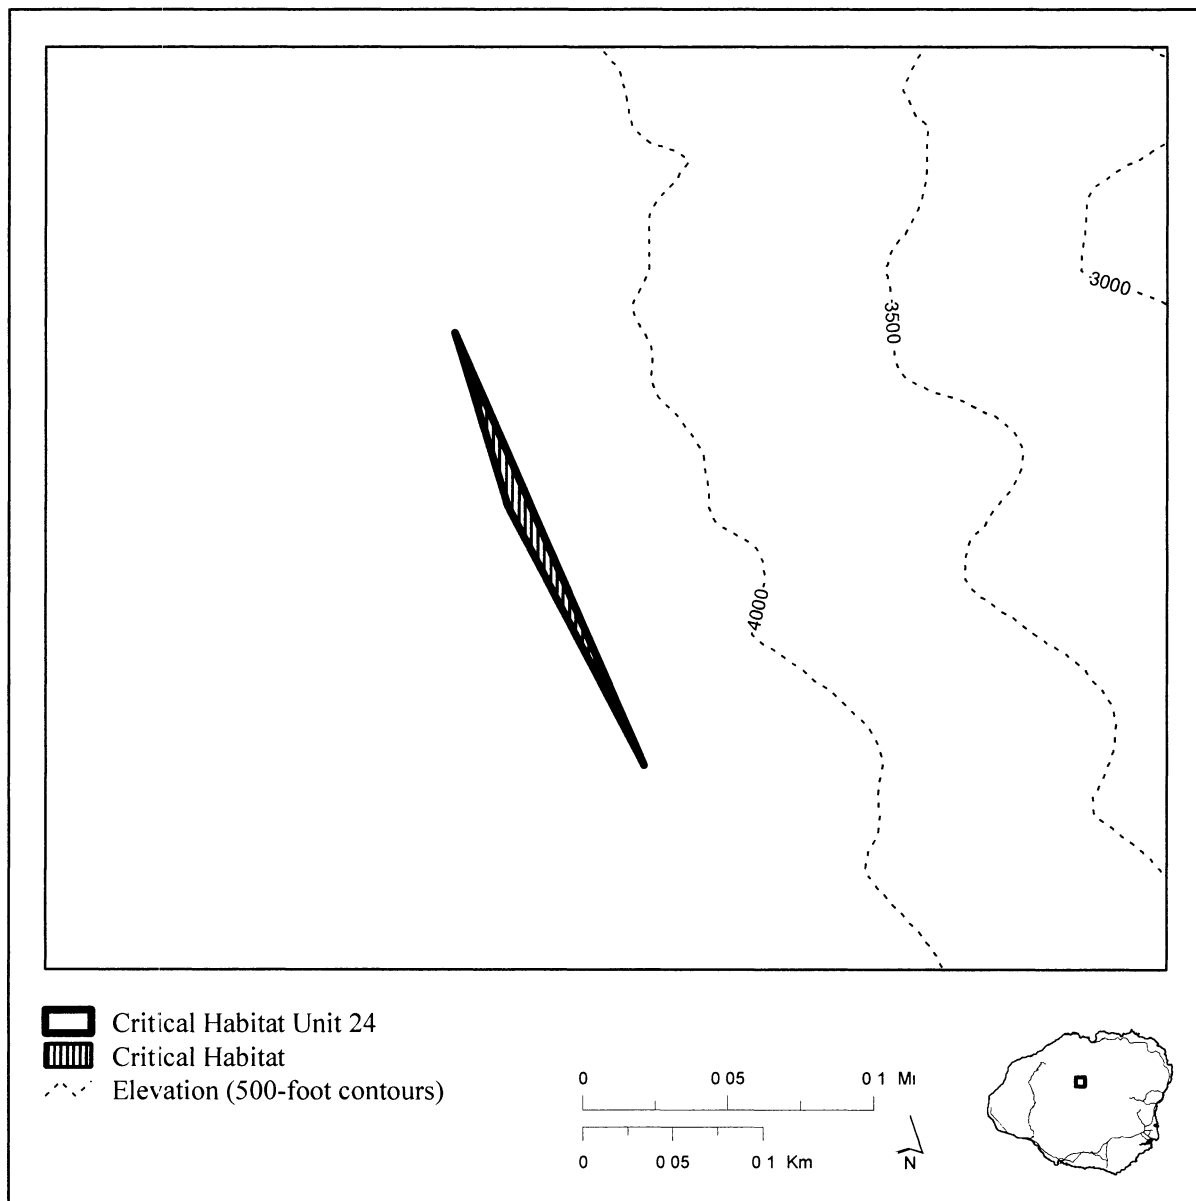 3000
3500
4000
Critical Habitat Unit 24
Critical Habitat
Elevation (500-foot contours)
0 0 05 0 1 Mi
0 0 05 0 1 Km
N